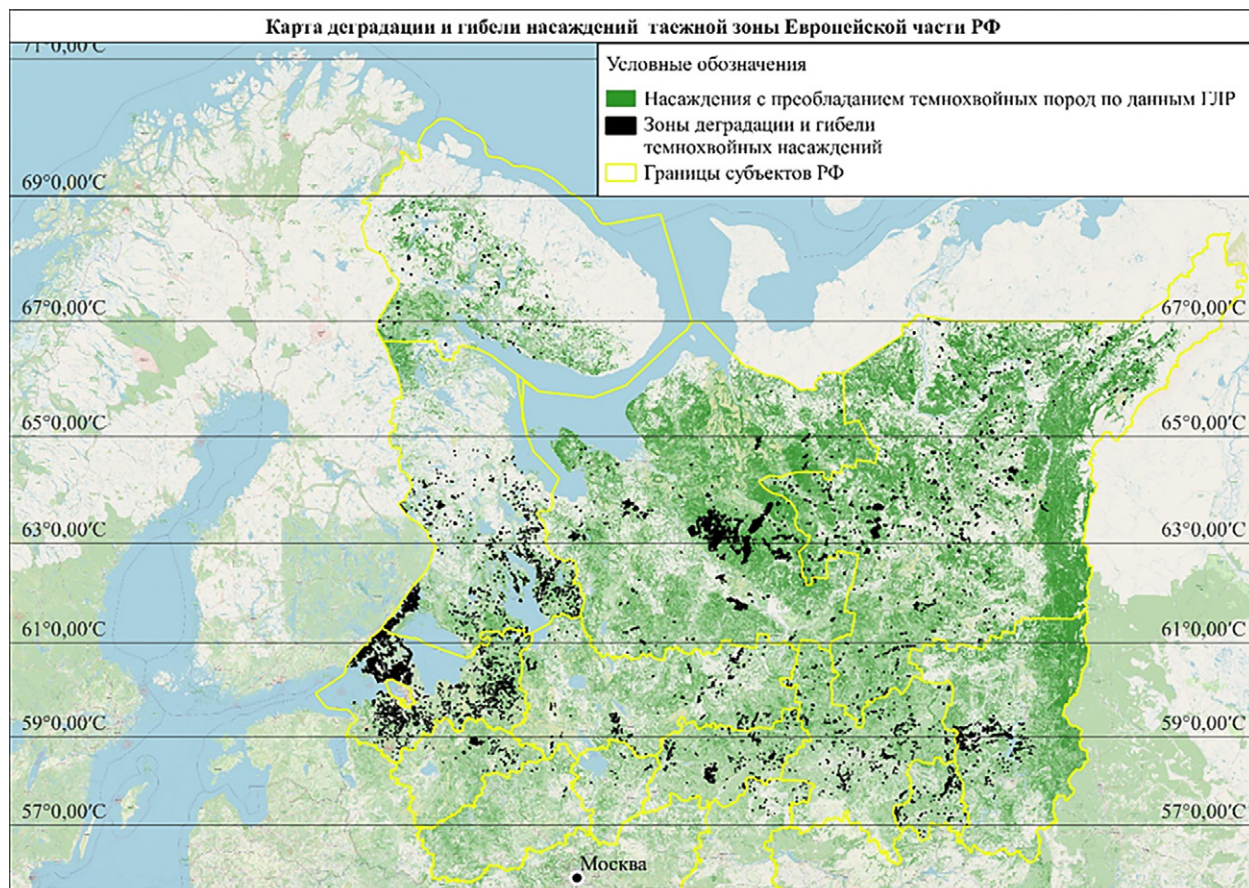 Карта деградации и гибели насаждений таежной зоны Европейской части РФ
71°0,00′С
Условные обозначения
Насаждения с преобладанием темнохвойных пород по данным ГЛР
Зоны деградации и гибели
темнохвойных насаждений
Границы субъектов РФ
69°0,00′С
67°0,00′С
67°0,00′С
65°0,00′С
65°0,00′С
63°0,00′С
63°0,00′С
61°0,00′С
61°0,00′С
59°0,00′С
59°0,00′С
57°0,00′С
57°0,00′С
Москва